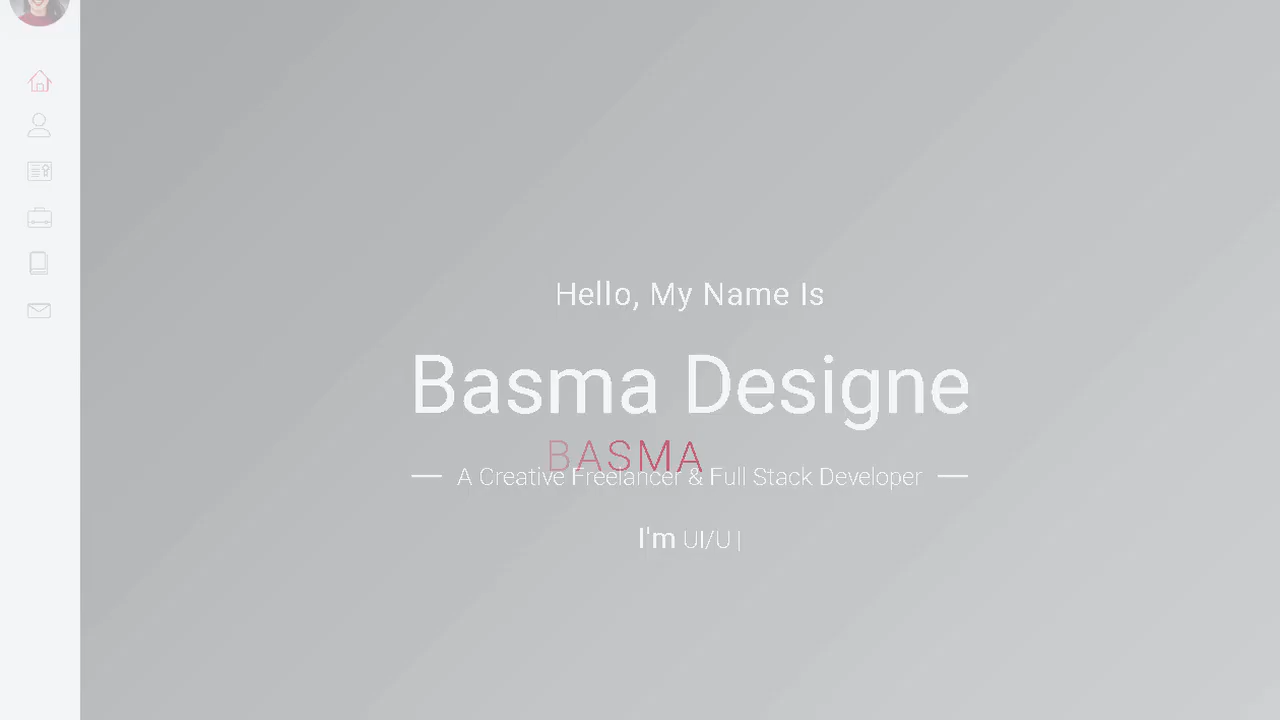 Hello, My Name Is
Basma Designe
BASMA
A Creative Freelancer & Full Stack Developer
I'm UI/U|